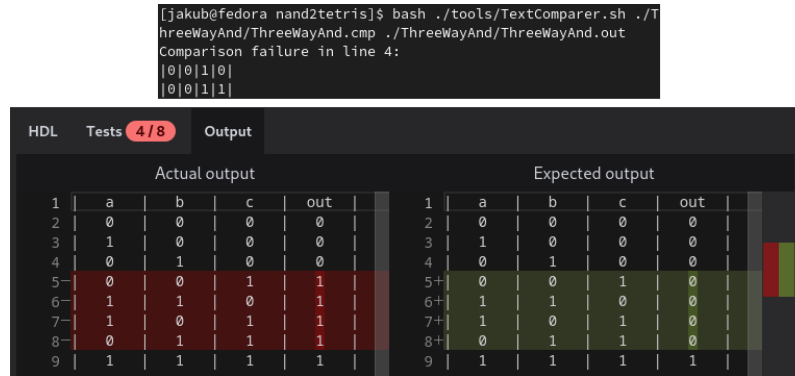 [jakub@fedora nand2tetris]$ bash ./tools/TextComparer.sh ./T
hreeWayAnd/ThreeWayAnd.cmp ./ThreeWayAnd/ThreeWayAnd.out
Comparison failure in line 4:
|0|0|1|0|
|0|0|1|1|
HDL Tests 4/8 Output
Actual output Expected output
1 | a | b | c | out | 1 | a | b | c | out |
2 | 0 | 0 | 0 | 0 | 2 | 0 | 0 | 0 | 0 |
3 | 1 | 0 | 0 | 0 | 3 | 1 | 0 | 0 | 0 |
4 | 0 | 1 | 0 | 0 | 4 | 0 | 1 | 0 | 0 |
5− | 0 | 0 | 1 | 1 | 5+ | 0 | 0 | 1 | 0 |
6− | 1 | 1 | 0 | 1 | 6+ | 1 | 1 | 0 | 0 |
7− | 1 | 0 | 1 | 1 | 7+ | 1 | 0 | 1 | 0 |
8− | 0 | 1 | 1 | 1 | 8+ | 0 | 1 | 1 | 0 |
9 | 1 | 1 | 1 | 1 | 9 | 1 | 1 | 1 | 1 |